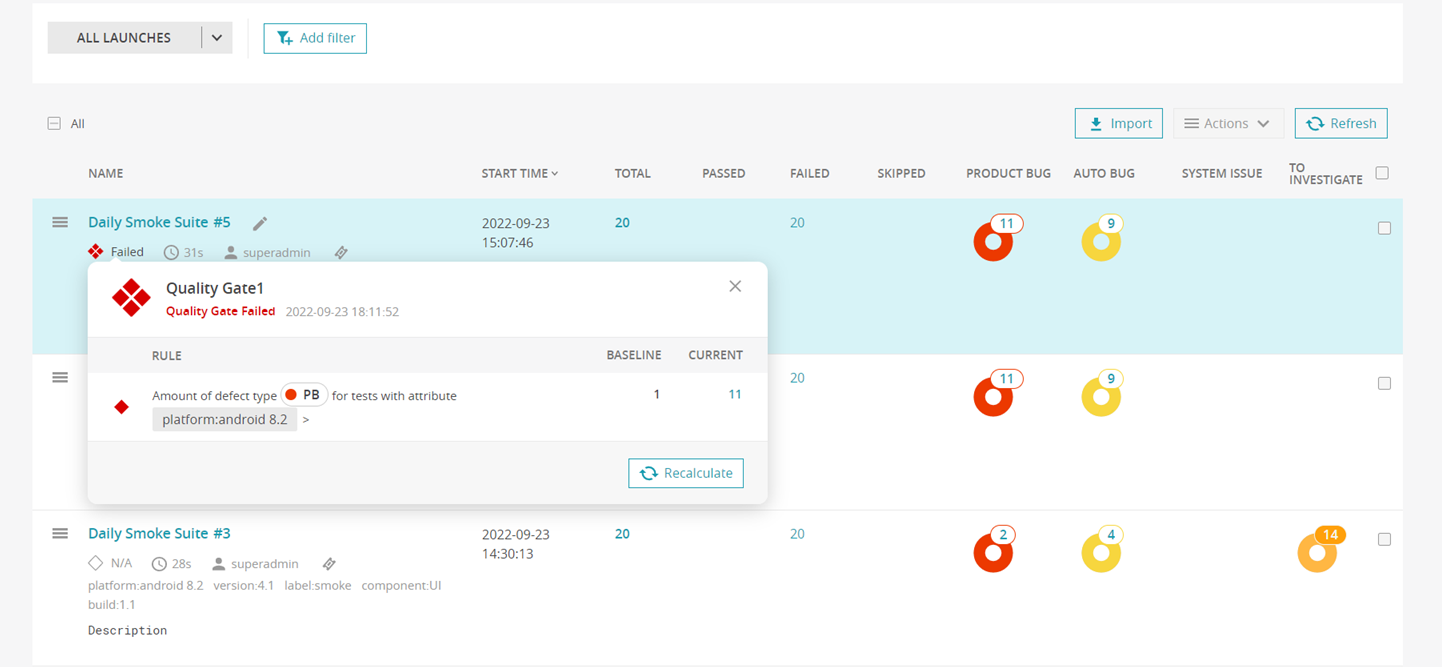 ALL LAUNCHES
Add filter
All
Import
Actions
Refresh
NAME
START TIME
TOTAL
PASSED
FAILED
SKIPPED
PRODUCT BUG
AUTO BUG
SYSTEM ISSUE
TO
INVESTIGATE
Daily Smoke Suite #5
2022-09-23
15:07:46
20
20
11
9
Failed
31s
superadmin
Quality Gate1
Quality Gate Failed 2022-09-23 18:11:52
RULE
BASELINE
CURRENT
Amount of defect type PB for tests with attribute
platform:android 8.2 >
1
11
Recalculate
20
11
9
Daily Smoke Suite #3
2022-09-23
14:30:13
20
20
2
4
14
N/A
28s
superadmin
platform:android 8.2 version:4.1 label:smoke component:UI
build:1.1
Description